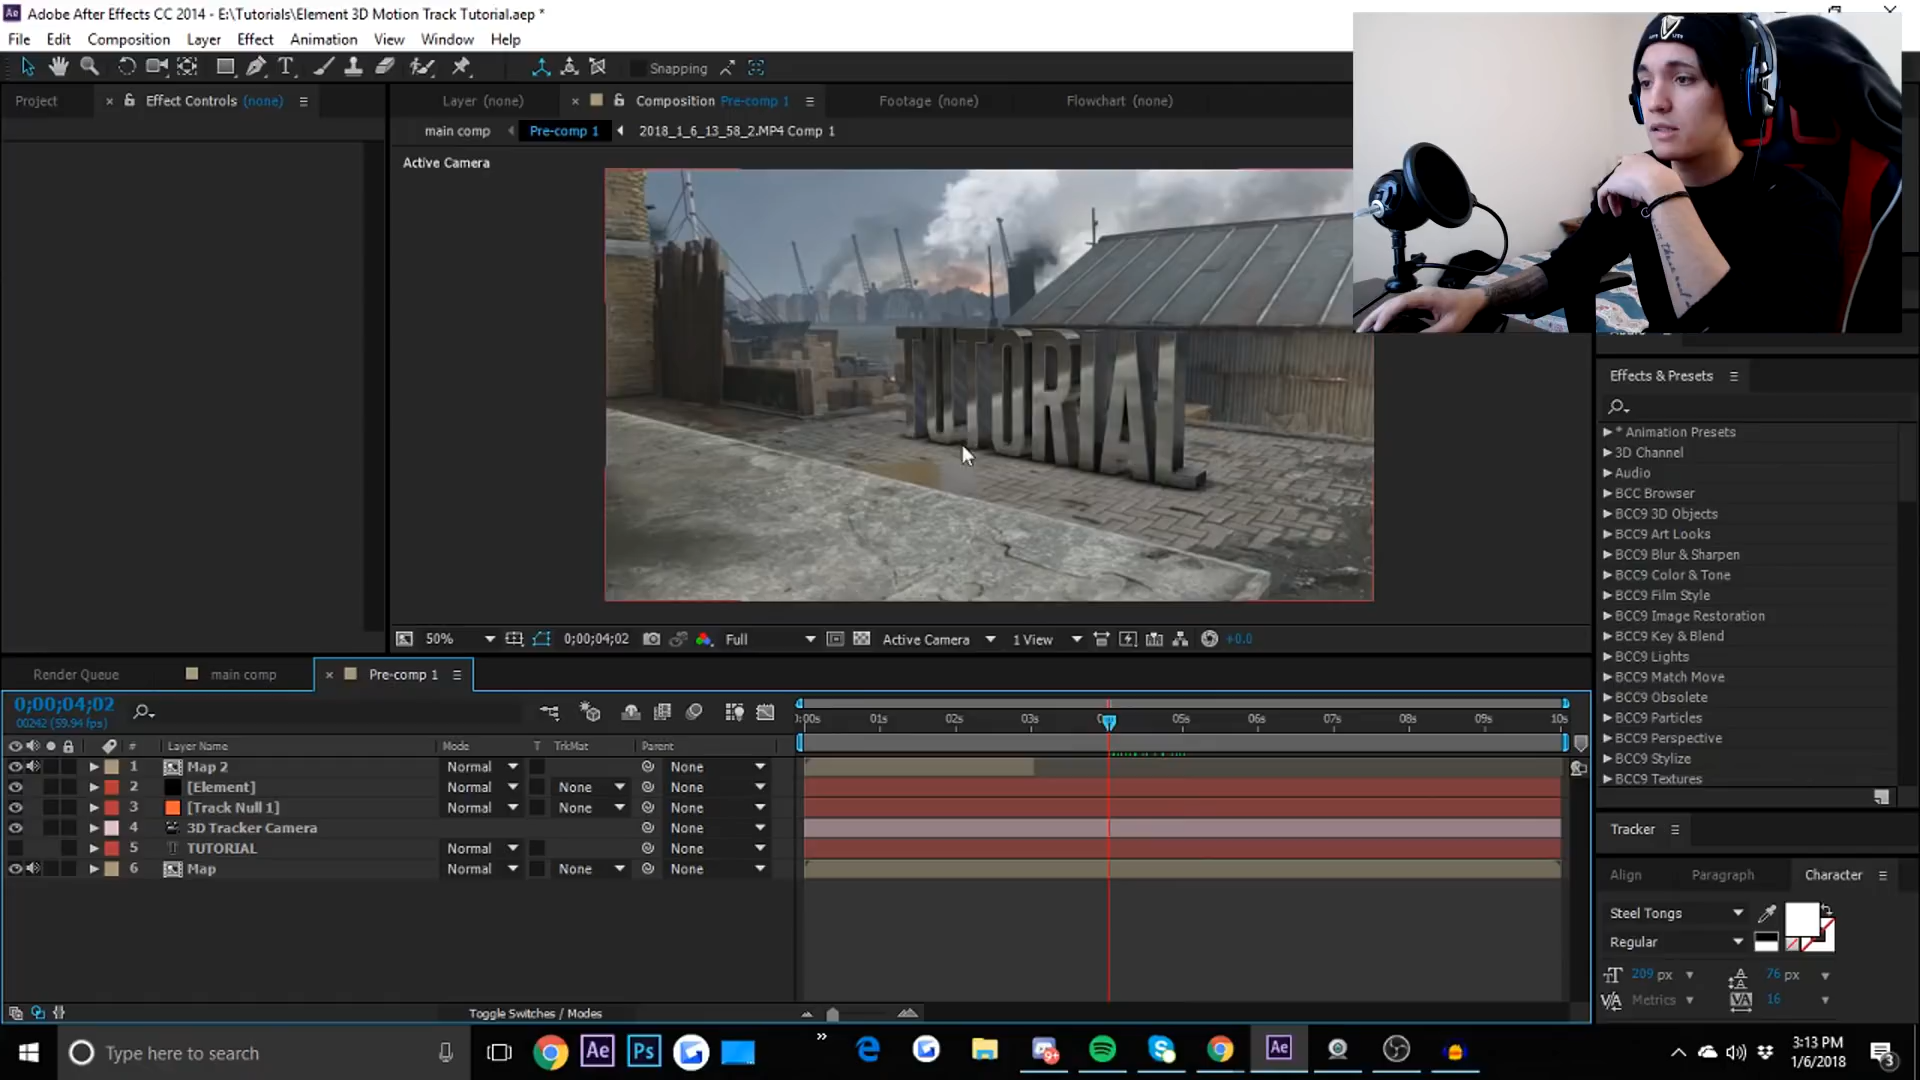 Adobe After Effects CC 2014 - E:\Tutorials\Element 3D Motion Track Tutorial.aep *
File Edit Composition Layer Effect Animation View Window Help
Snapping
Project Effect Controls (none) Layer (none) Composition Pre-comp 1 Footage (none) Flowchart (none)
main comp Pre-comp 1 2018_1_6_13_58_2.MP4 Comp 1
Active Camera
TUTORIAL
50% 0;00;04;02 Full Active Camera 1 View +0.0
Effects & Presets
* Animation Presets
3D Channel
Audio
BCC Browser
BCC9 3D Objects
BCC9 Art Looks
BCC9 Blur & Sharpen
BCC9 Color & Tone
BCC9 Film Style
BCC9 Image Restoration
BCC9 Key & Blend
BCC9 Lights
BCC9 Match Move
BCC9 Obsolete
BCC9 Particles
BCC9 Perspective
BCC9 Stylize
BCC9 Textures
Tracker
Align Paragraph Character
Steel Tongs
Regular
209 px 76 px
Metrics 16
Render Queue main comp Pre-comp 1
0;00;04;02
00242 (59.94 fps)
01s 02s 03s 05s 06s 07s 08s 09s 10s
# Layer Name Mode T TrkMat Parent
1 Map 2 Normal None
2 [Element] Normal None None
3 [Track Null 1] Normal None None
4 3D Tracker Camera None
5 TUTORIAL Normal None
6 Map Normal None None
Toggle Switches / Modes
Type here to search
Ae Ps Ae
3:13 PM
1/6/2018
3